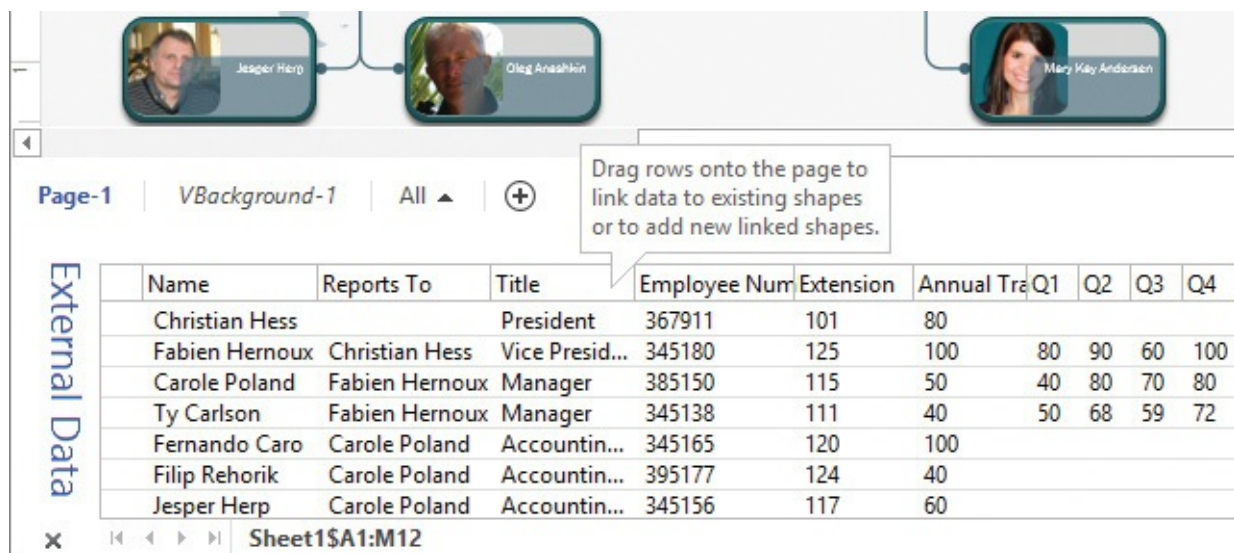 Jesper Herp
Oleg Anashkin
Mary Kay Andersen
1
Drag rows onto the page to
link data to existing shapes
or to add new linked shapes.
Page-1 VBackground-1 All
External Data
Name Reports To Title Employee Num Extension Annual Tra Q1 Q2 Q3 Q4
Christian Hess President 367911 101 80
Fabien Hernoux Christian Hess Vice Presid... 345180 125 100 80 90 60 100
Carole Poland Fabien Hernoux Manager 385150 115 50 40 80 70 80
Ty Carlson Fabien Hernoux Manager 345138 111 40 50 68 59 72
Fernando Caro Carole Poland Accountin... 345165 120 100
Filip Rehorik Carole Poland Accountin... 395177 124 40
Jesper Herp Carole Poland Accountin... 345156 117 60
Sheet1$A1:M12